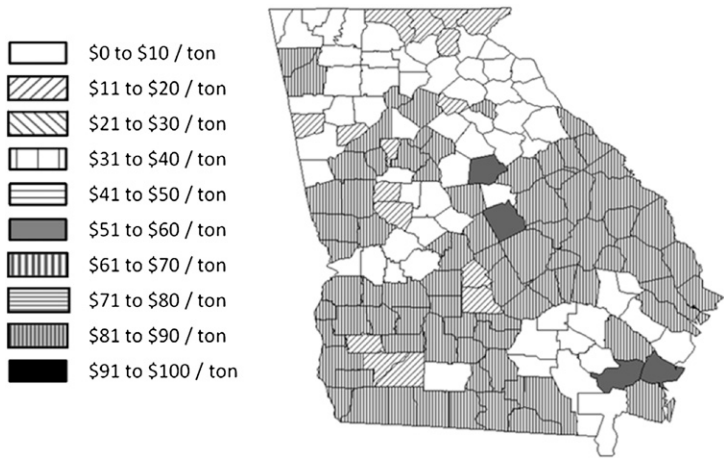 $0 to $10 / ton
$11 to $20 / ton
$21 to $30 / ton
$31 to $40 / ton
$41 to $50 / ton
$51 to $60 / ton
$61 to $70 / ton
$71 to $80 / ton
$81 to $90 / ton
$91 to $100 / ton